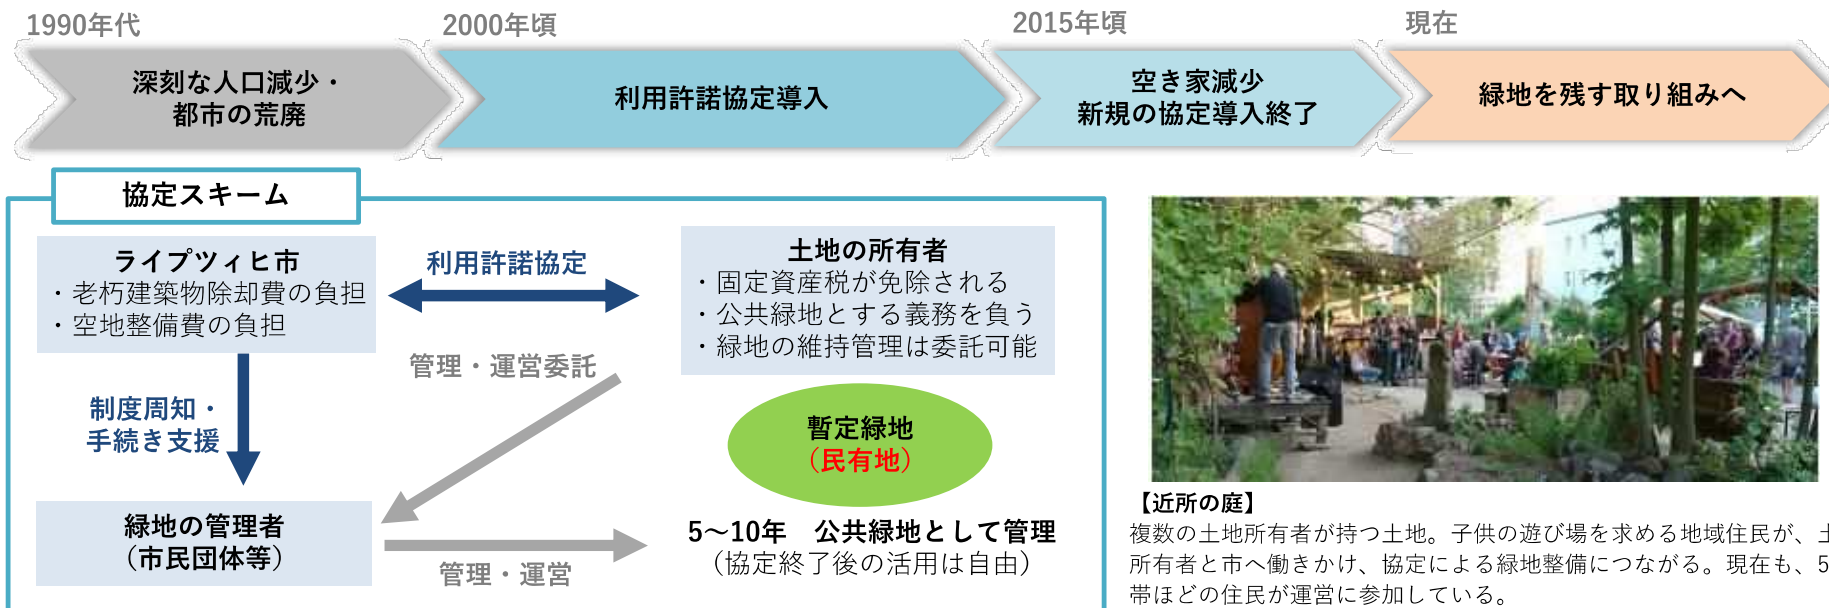 1990年代
2000年頃
2015年頃
現在
深刻な人口減少・
都市の荒廃
利用許諾協定導入
空き家減少
新規の協定導入終了
緑地を残す取り組みへ
協定スキーム
ライプツィヒ市
・老朽建築物除却費の負担
・空地整備費の負担
利用許諾協定
土地の所有者
・固定資産税が免除される
・公共緑地とする義務を負う
・緑地の維持管理は委託可能
管理・運営委託
制度周知・
手続き支援
暫定緑地
（民有地）
緑地の管理者
（市民団体等）
管理・運営
5～10年　公共緑地として管理
（協定終了後の活用は自由）
【近所の庭】
複数の土地所有者が持つ土地。子供の遊び場を求める地域住民が、土
所有者と市へ働きかけ、協定による緑地整備につながる。現在も、5
帯ほどの住民が運営に参加している。